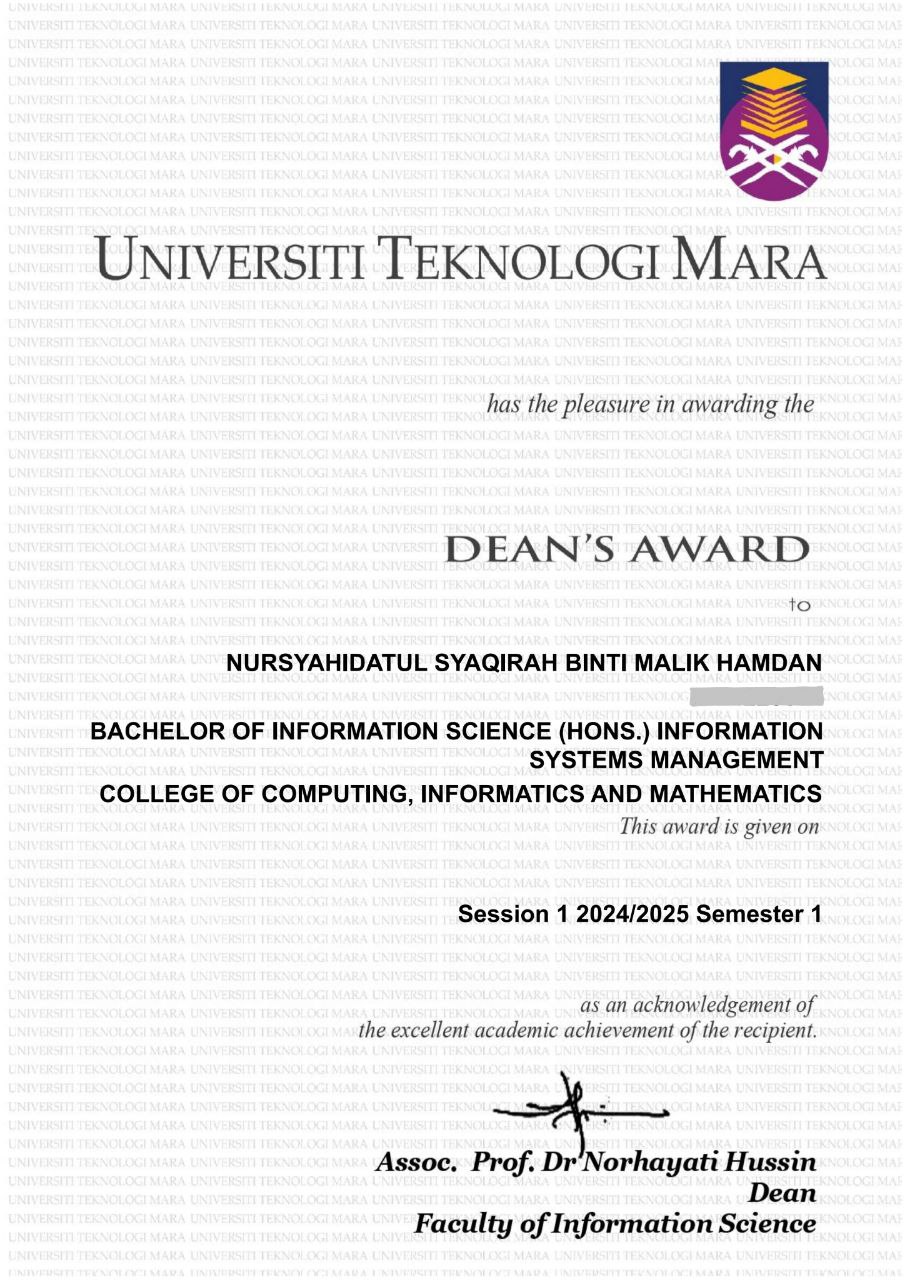 UNIVERSITI TEKNOLOGI MARA
has the pleasure in awarding the
DEAN'S AWARD
to
NURSYAHIDATUL SYAQIRAH BINTI MALIK HAMDAN
BACHELOR OF INFORMATION SCIENCE (HONS.) INFORMATION
SYSTEMS MANAGEMENT
COLLEGE OF COMPUTING, INFORMATICS AND MATHEMATICS
This award is given on
Session 1 2024/2025 Semester 1
as an acknowledgement of
the excellent academic achievement of the recipient.
Assoc. Prof. Dr Norhayati Hussin
Dean
Faculty of Information Science